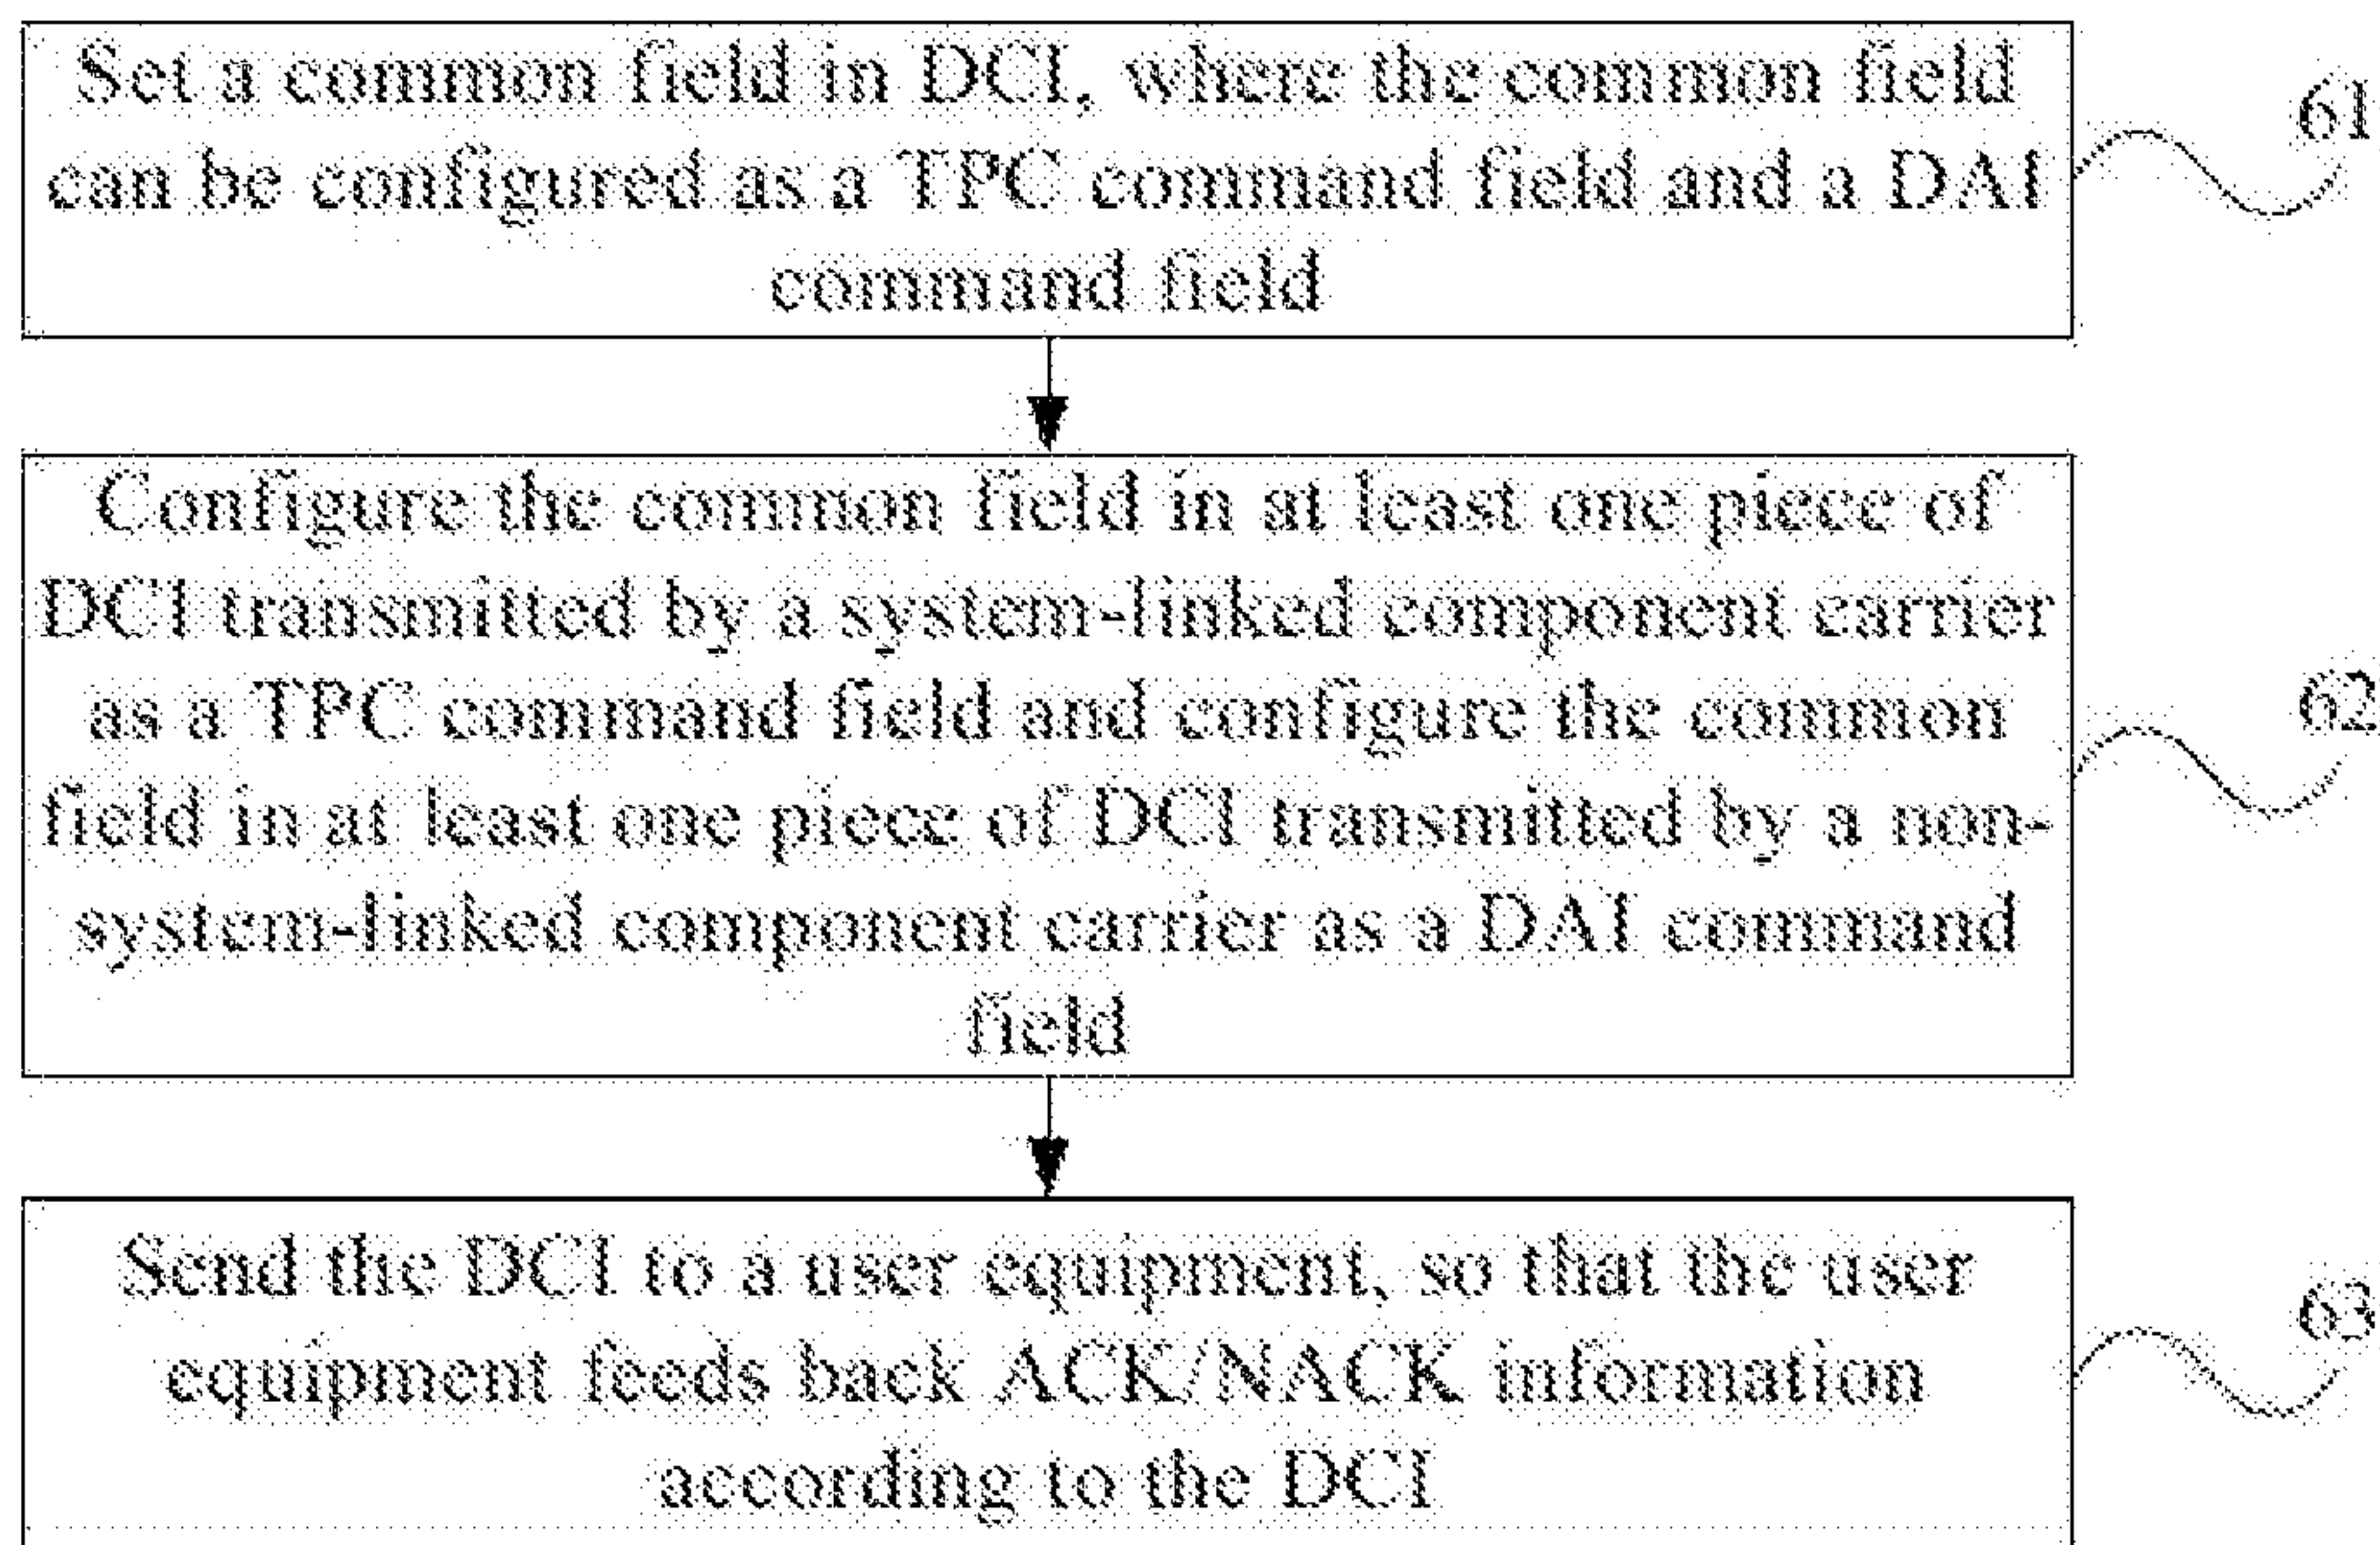 Set a common field in DCI, where the common field
can be configured as a TPC command field and a DAI
command field
61
Configure the common field in at least one piece of
DCI transmitted by a system-linked component carrier
as a TPC command field and configure the common
field in at least one piece of DCI transmitted by a non-
system-linked component carrier as a DAI command
field
62
Send the DCI to a user equipment, so that the user
equipment feeds back ACK/NACK information
according to the DCI
63